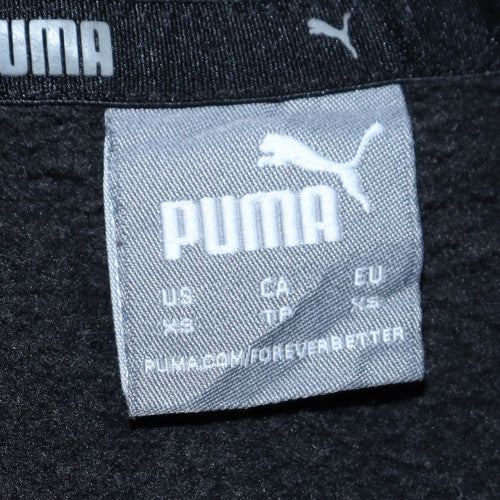 PUMA
PUMA
US CA EU
XS TP XS
PUMA.COM/FOREVERBETTER